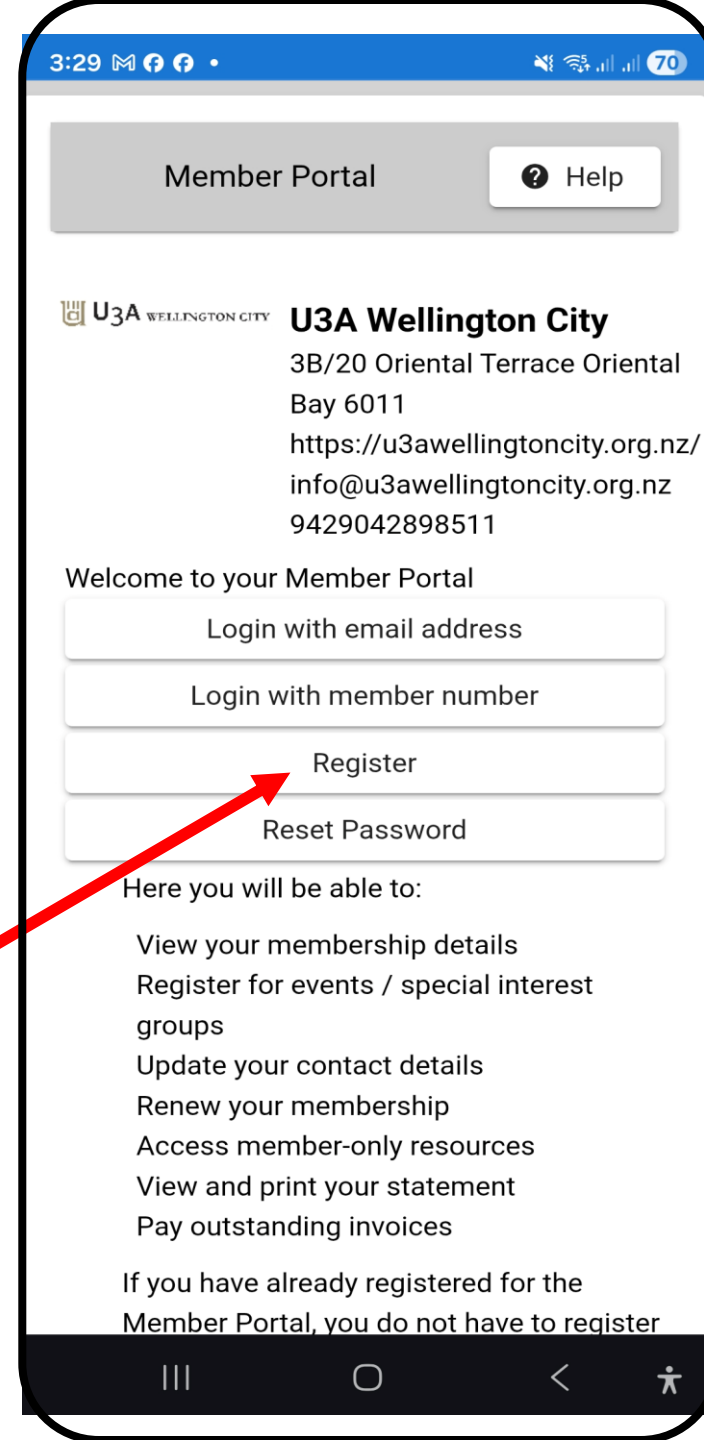 3:29
70
Member Portal
Help
U3A WELLINGTON CITY
U3A Wellington City
3B/20 Oriental Terrace Oriental
Bay 6011
https://u3awellingtoncity.org.nz/
info@u3awellingtoncity.org.nz
9429042898511
Welcome to your Member Portal
Login with email address
Login with member number
Register
Reset Password
Here you will be able to:
View your membership details
Register for events / special interest
groups
Update your contact details
Renew your membership
Access member-only resources
View and print your statement
Pay outstanding invoices
If you have already registered for the
Member Portal, you do not have to register